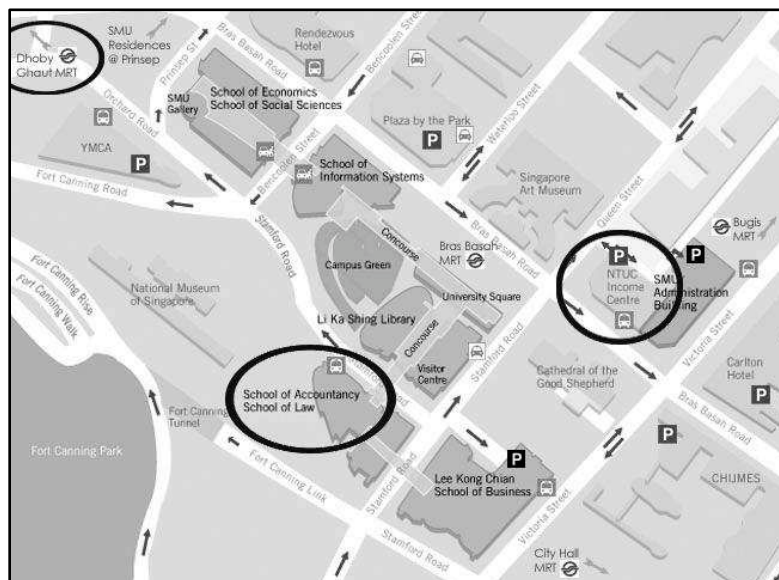 Dhoby
Ghaut MRT
SMU
Residences
@ Prinsep
Prinsep St
Bras Basah Road
Rendezvous
Hotel
Bencoolen Street
Orchard Road
SMU
Gallery
School of Economics
School of Social Sciences
YMCA
P
Plaza by the Park
P
Waterloo Street
Fort Canning Road
Bencoolen Street
School of
Information Systems
Singapore
Art Museum
Queen Street
Stamford Road
Concourse
Bras Basah
MRT
Bras Basah Road
Bugis
MRT
Campus Green
P
P
NTUC
Income
Centre
SMU
Administration
Building
National Museum
of Singapore
University Square
Fort Canning Rise
Fort Canning Walk
Li Ka Shing Library
Concourse
Stamford Road
Visitor
Centre
Victoria Street
Cathedral of the
Good Shepherd
Carlton
Hotel
School of Accountancy
School of Law
Stamford Road
P
Bras Basah Road
Fort Canning
Tunnel
Fort Canning Park
Fort Canning Link
Stamford Road
P
P
Lee Kong Chian
School of Business
Victoria Street
CHIJMES
Stamford Road
City Hall
MRT